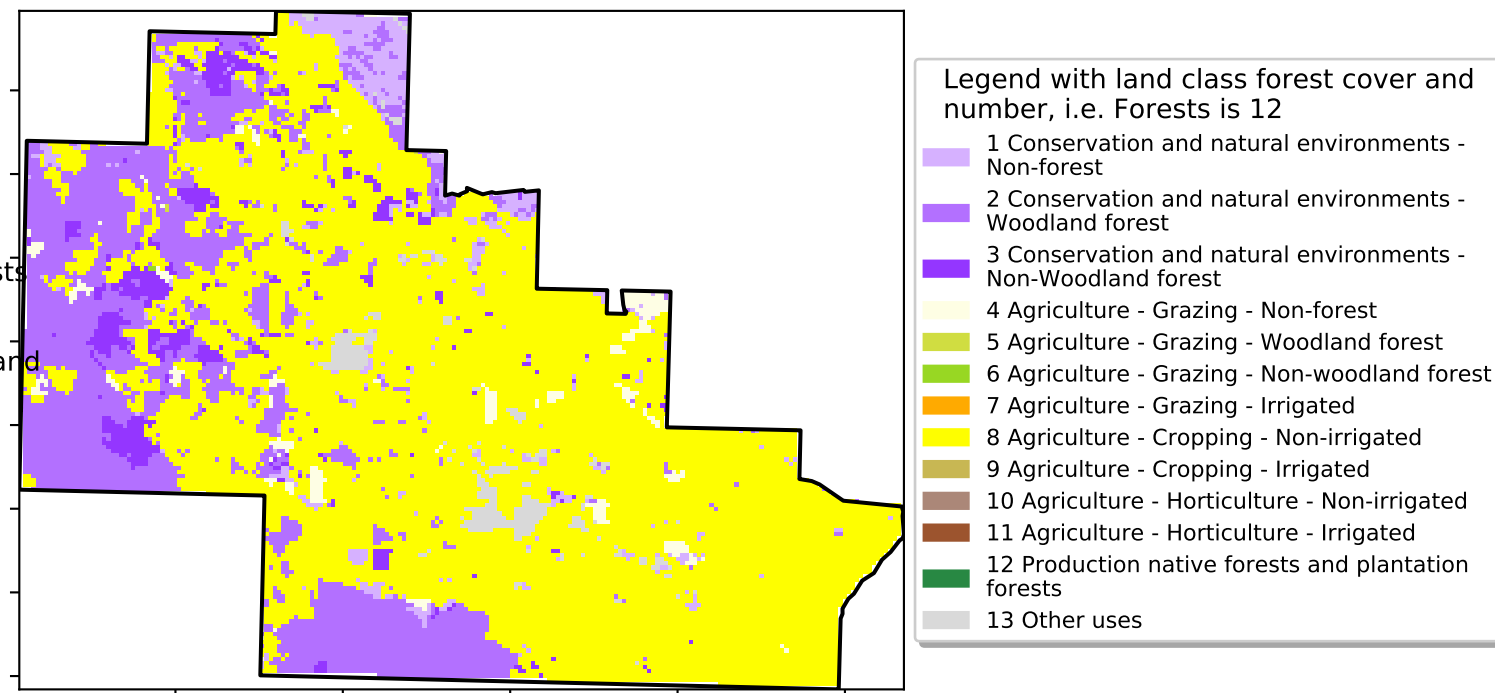 Legend with land class forest cover and
number, i.e. Forests is 12
1 Conservation and natural environments -
Non-forest
2 Conservation and natural environments -
Woodland forest
3 Conservation and natural environments -
Non-Woodland forest
4 Agriculture - Grazing - Non-forest
5 Agriculture - Grazing - Woodland forest
6 Agriculture - Grazing - Non-woodland forest
7 Agriculture - Grazing - Irrigated
8 Agriculture - Cropping - Non-irrigated
9 Agriculture - Cropping - Irrigated
10 Agriculture - Horticulture - Non-irrigated
11 Agriculture - Horticulture - Irrigated
12 Production native forests and plantation
forests
13 Other uses